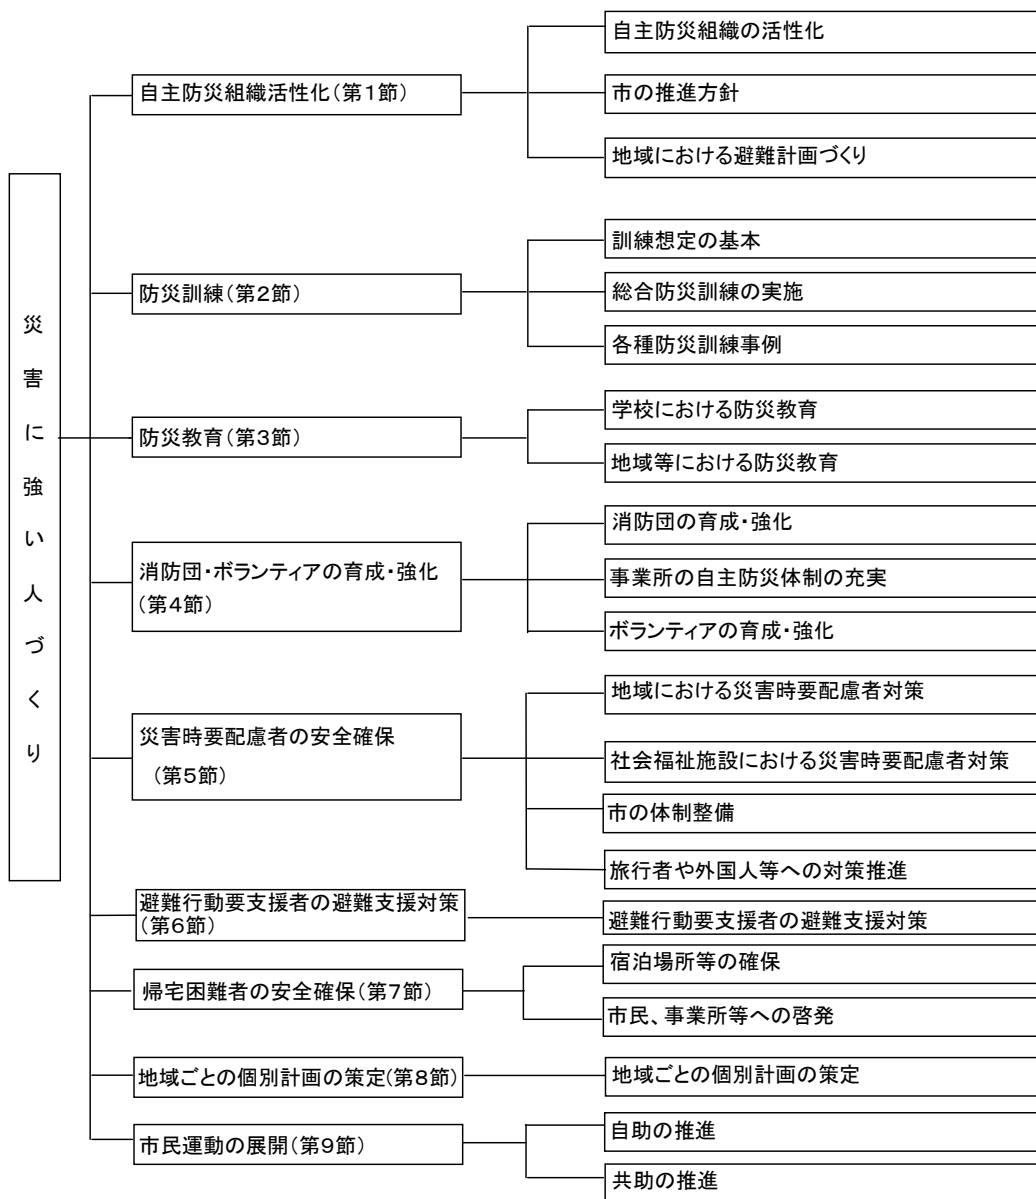 災害に強い人づくり
自主防災組織活性化(第1節)
自主防災組織の活性化
市の推進方針
地域における避難計画づくり
防災訓練(第2節)
訓練想定の基本
総合防災訓練の実施
各種防災訓練事例
防災教育(第3節)
学校における防災教育
地域等における防災教育
消防団・ボランティアの育成・強化
(第4節)
消防団の育成・強化
事業所の自主防災体制の充実
ボランティアの育成・強化
災害時要配慮者の安全確保
(第5節)
地域における災害時要配慮者対策
社会福祉施設における災害時要配慮者対策
市の体制整備
旅行者や外国人等への対策推進
避難行動要支援者の避難支援対策
(第6節)
避難行動要支援者の避難支援対策
帰宅困難者の安全確保(第7節)
宿泊場所等の確保
市民、事業所等への啓発
地域ごとの個別計画の策定(第8節)
地域ごとの個別計画の策定
市民運動の展開(第9節)
自助の推進
共助の推進